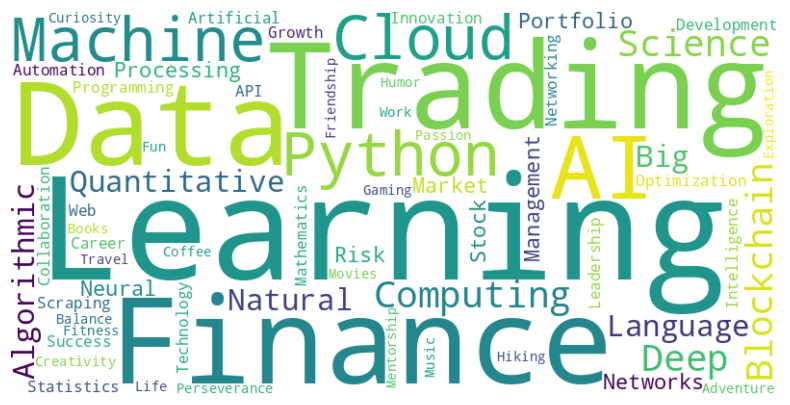 Curiosity
Artificial
Innovation
Portfolio
Development
Machine
Growth
Cloud
Science
Automation
Processing
Trading
Networking
Programming
API
Friendship
Humor
Exploration
Data
Work
Fun
Python
Passion
AI
Big
Quantitative
Gaming
Market
Management
Optimization
Algorithmic
Collaboration
Web
Learning
Mathematics
Stock
Blockchain
Books
Career
Travel
Coffee
Risk
Movies
Leadership
Intelligence
Neural
Scraping
Natural
Computing
Balance
Fitness
Technology
Finance
Language
Success
Mentorship
Music
Hiking
Deep
Creativity
Networks
Statistics
Life
Perseverance
Adventure